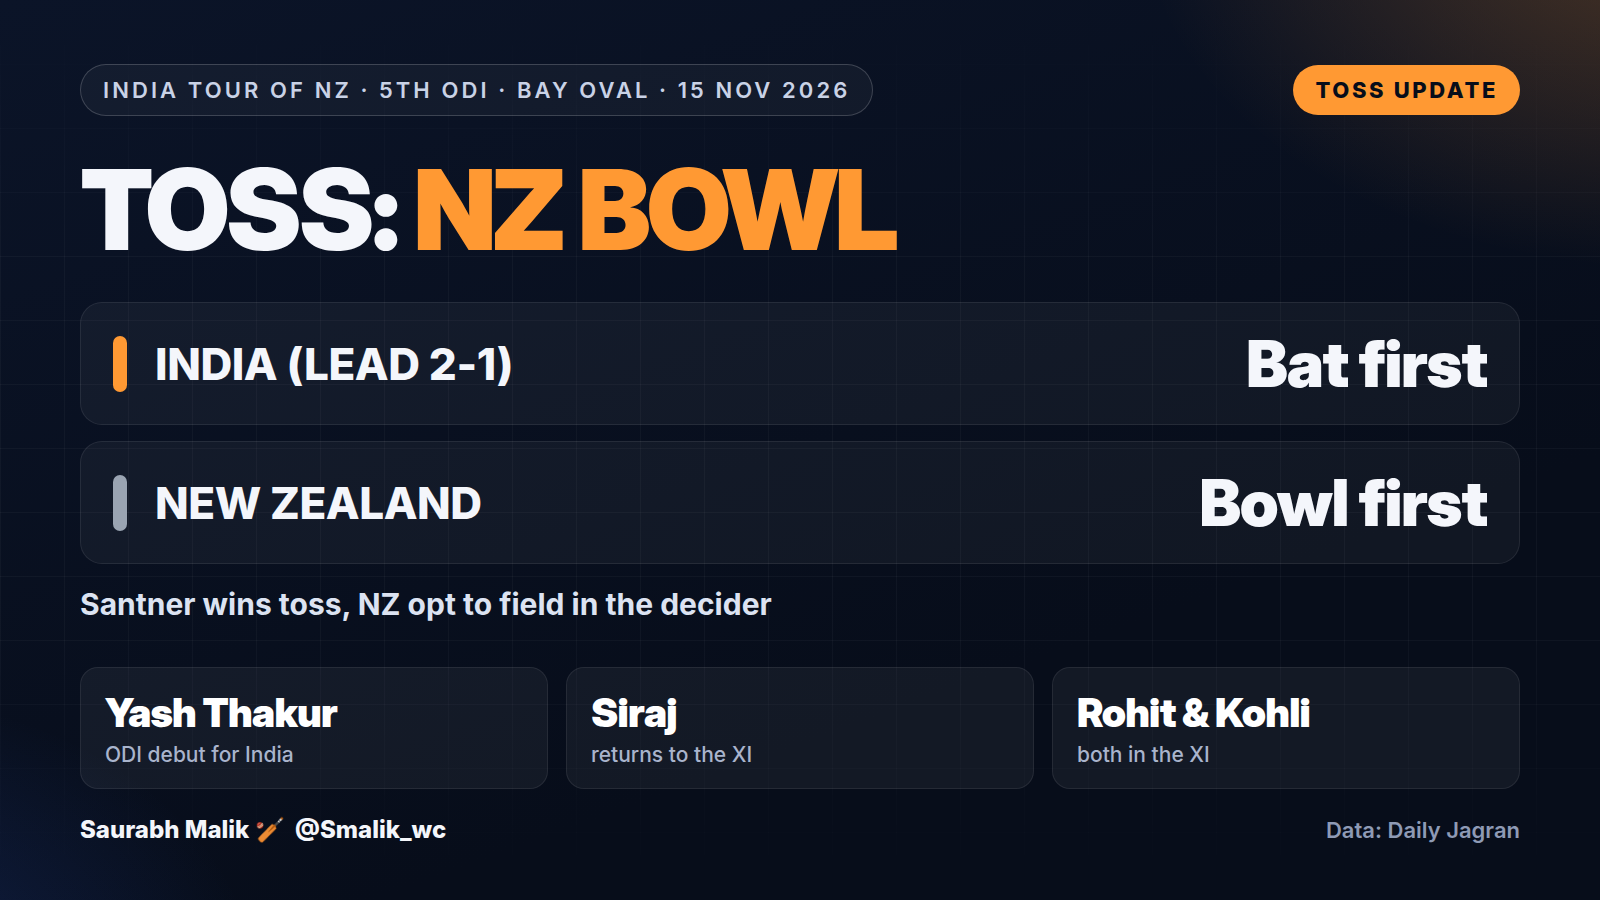 INDIA TOUR OF NZ · 5TH ODI · BAY OVAL · 15 NOV 2026
TOSS UPDATE
TOSS: NZ BOWL
INDIA (LEAD 2-1)
Bat first
NEW ZEALAND
Bowl first
Santner wins toss, NZ opt to field in the decider
Yash Thakur
ODI debut for India
Siraj
returns to the XI
Rohit & Kohli
both in the XI
Saurabh Malik 🏏 @Smalik_wc
Data: Daily Jagran